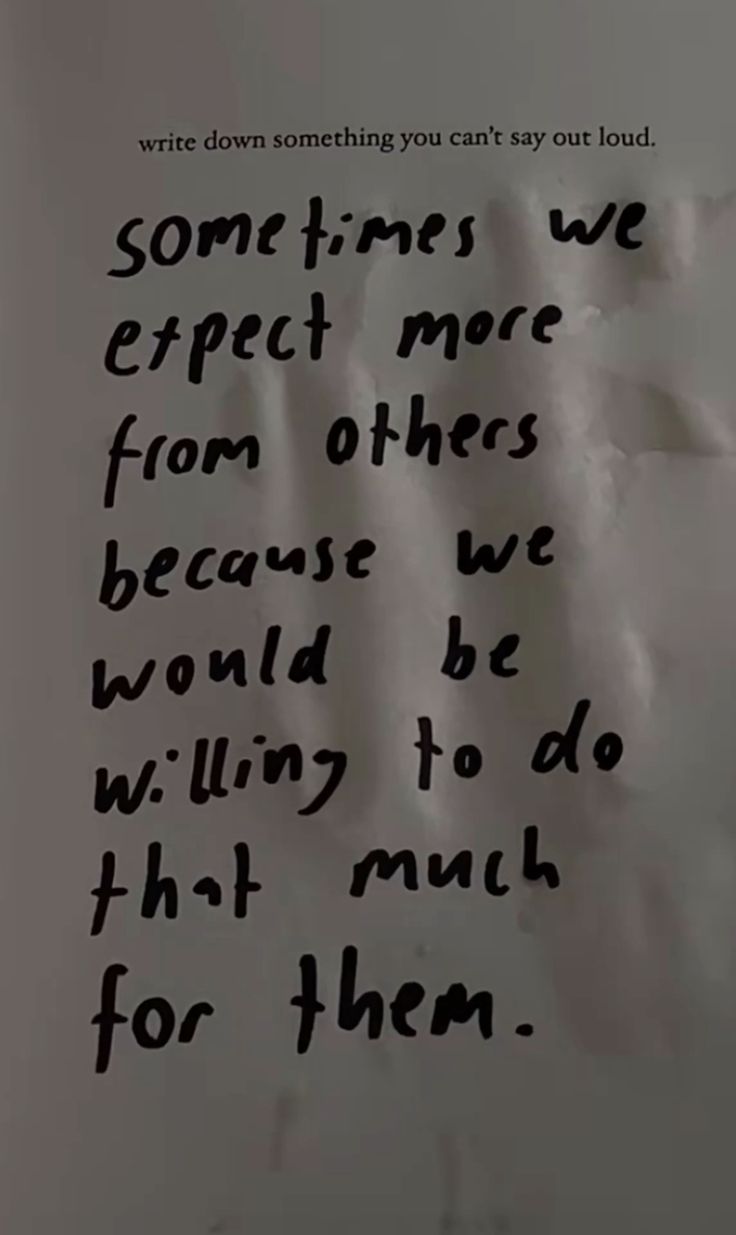 write down something you can't say out loud.
sometimes we
expect more
from others
because we
would be
willing to do
that much
for them.